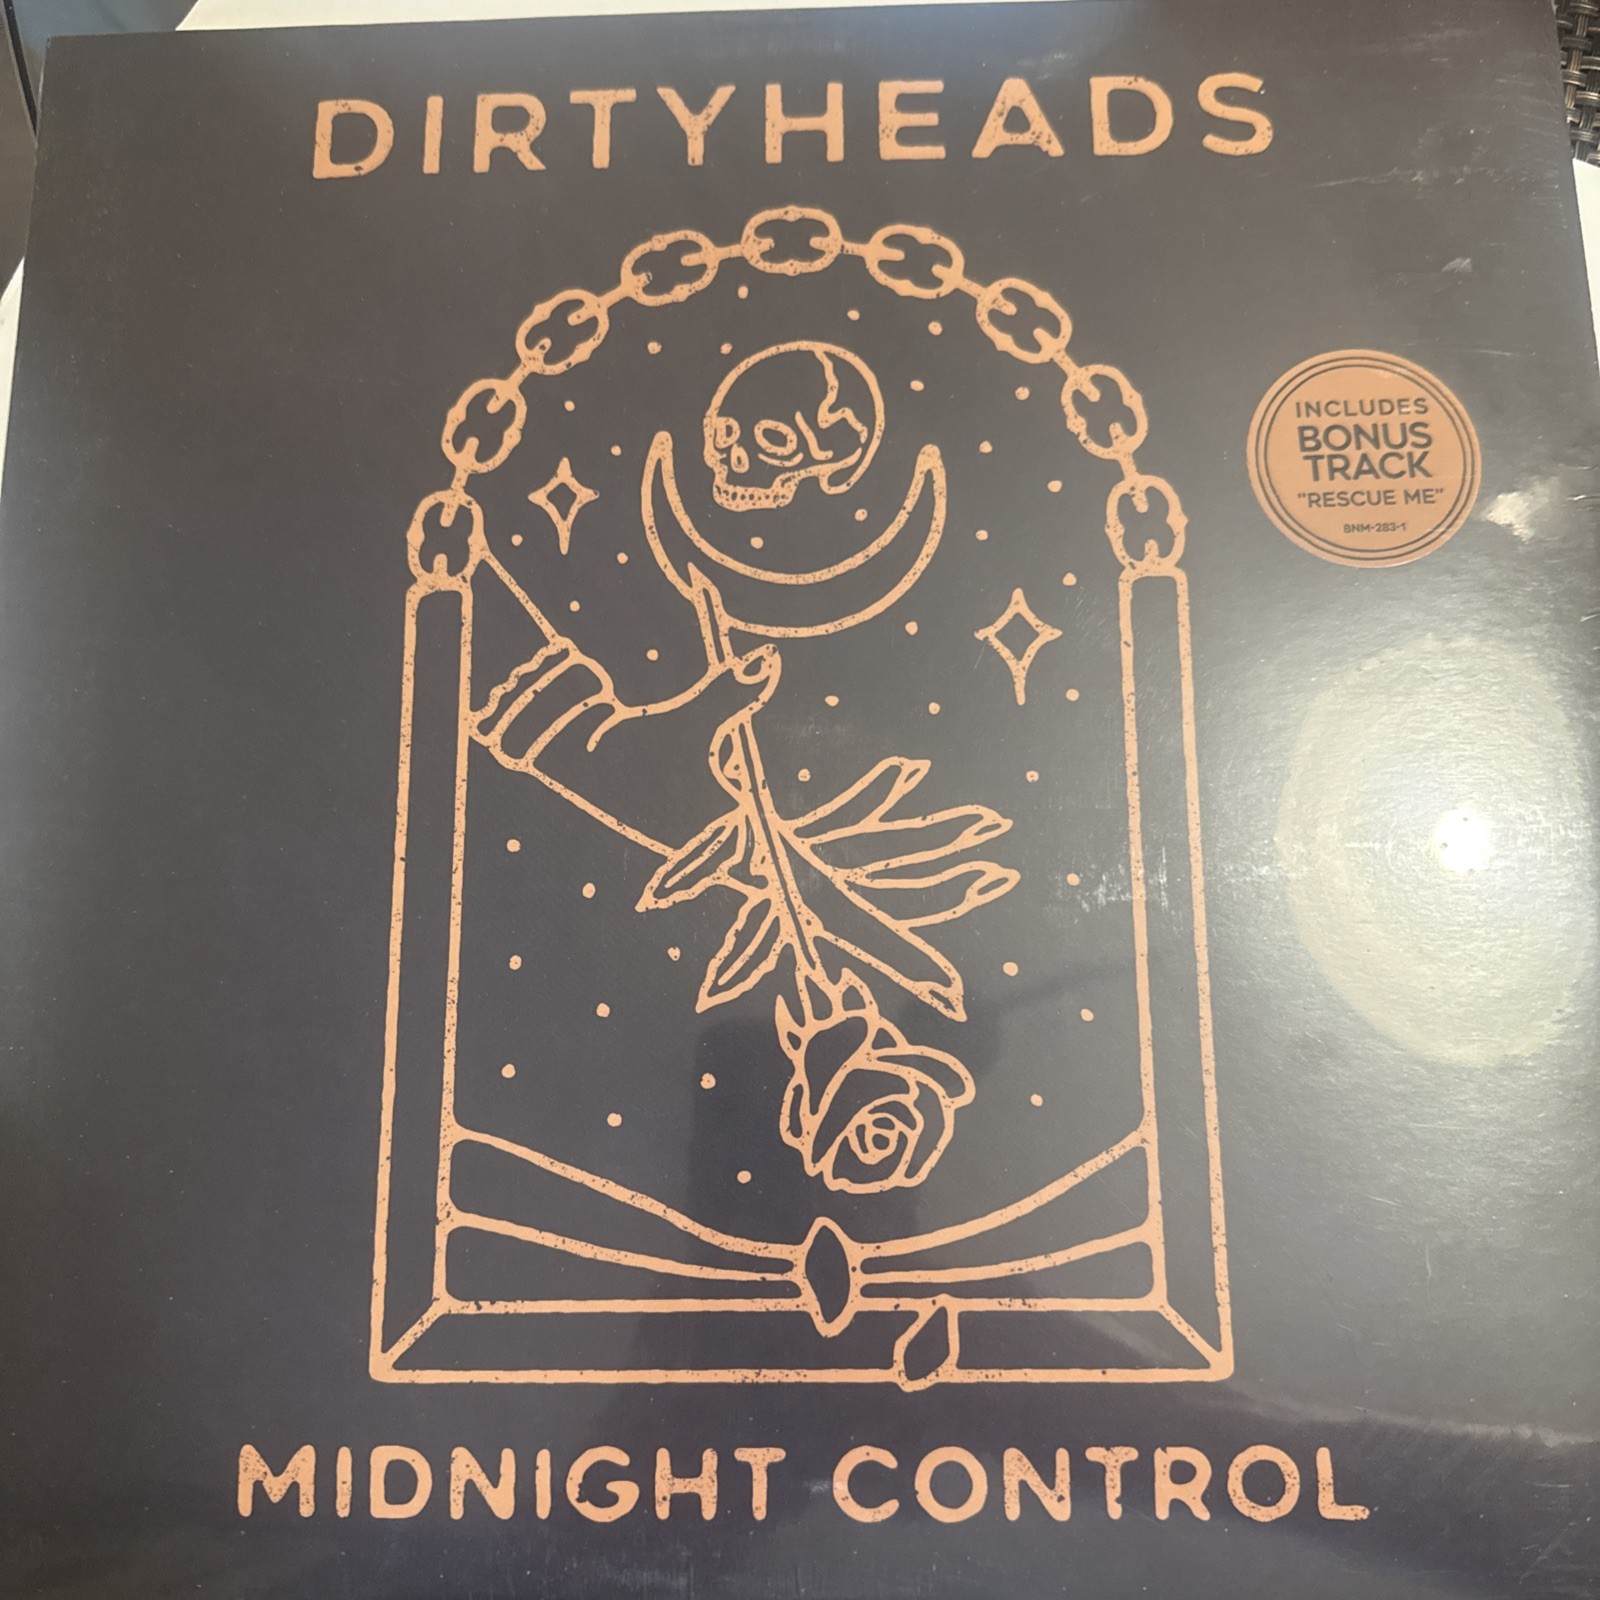 DIRTYHEADS
INCLUDES
BONUS
TRACK
"RESCUE ME"
BNM-283-1
MIDNIGHT CONTROL